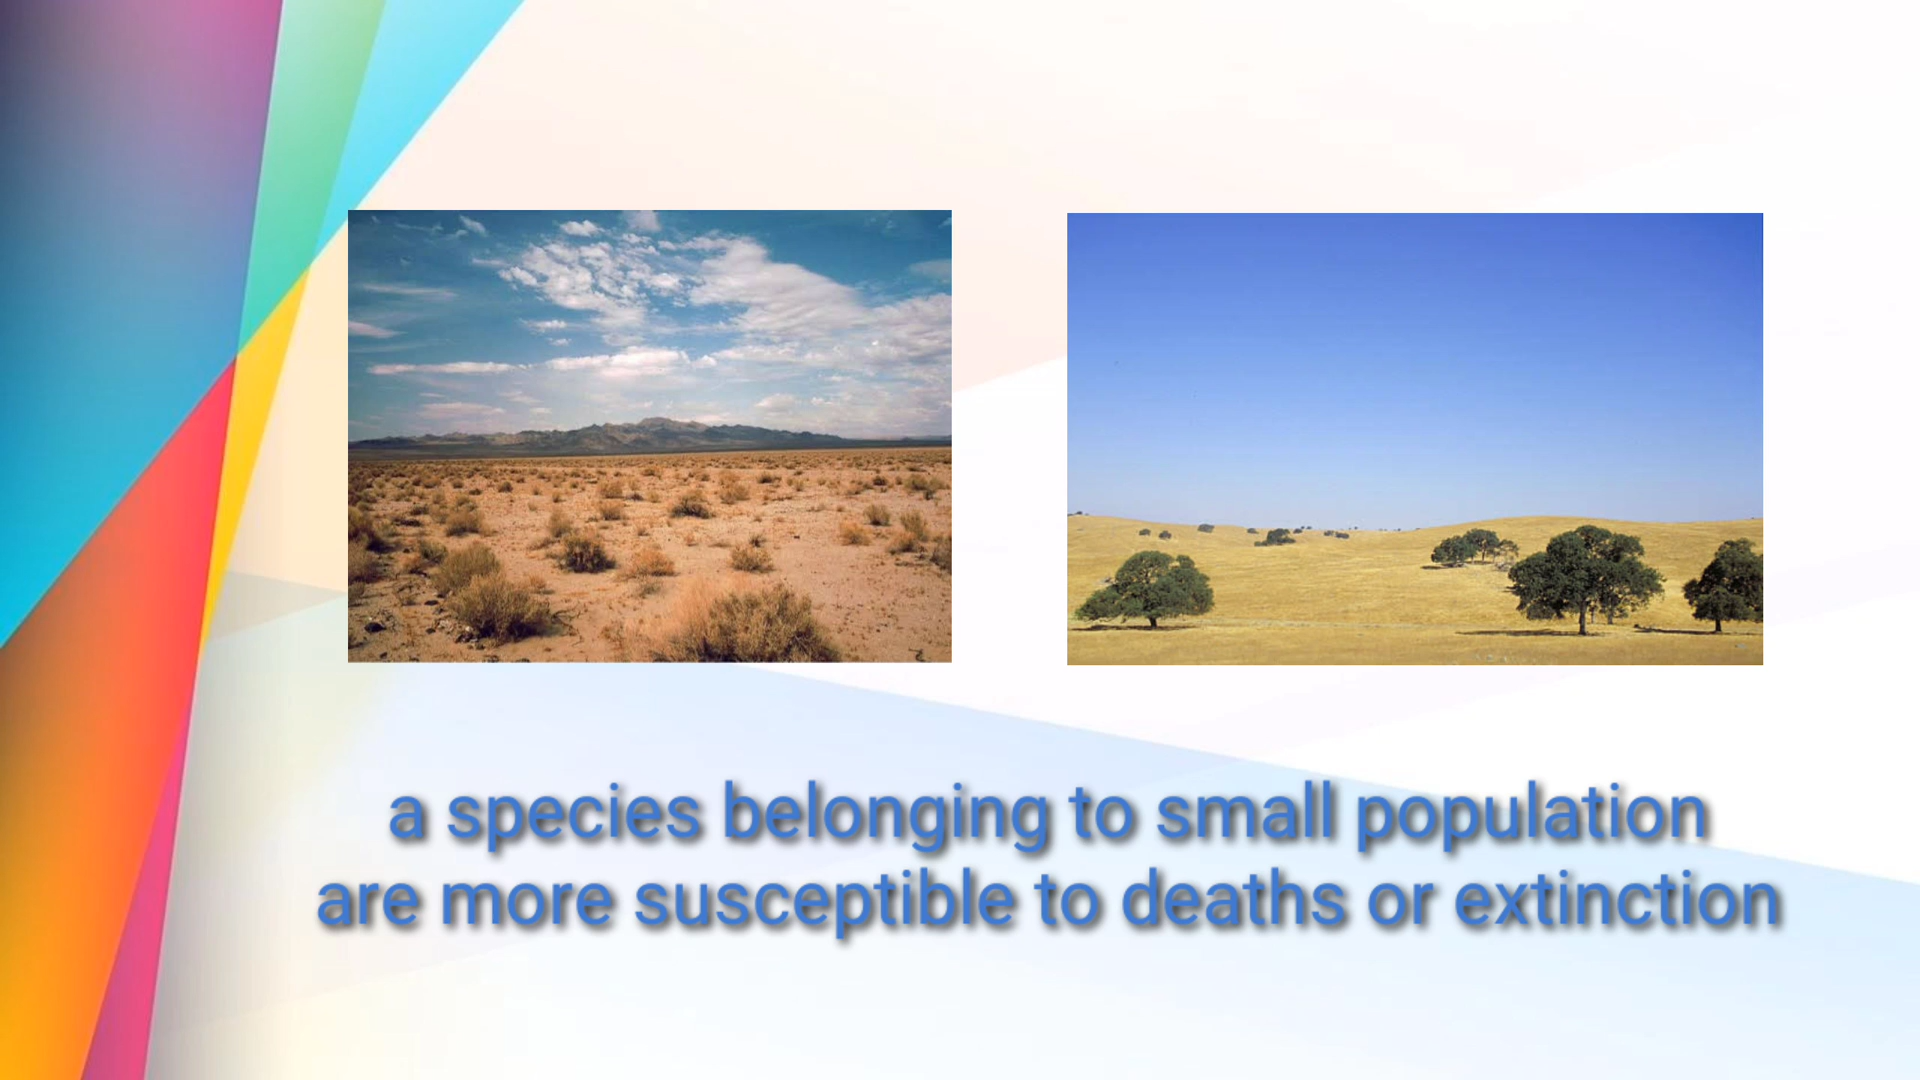 a species belonging to small population
are more susceptible to deaths or extinction